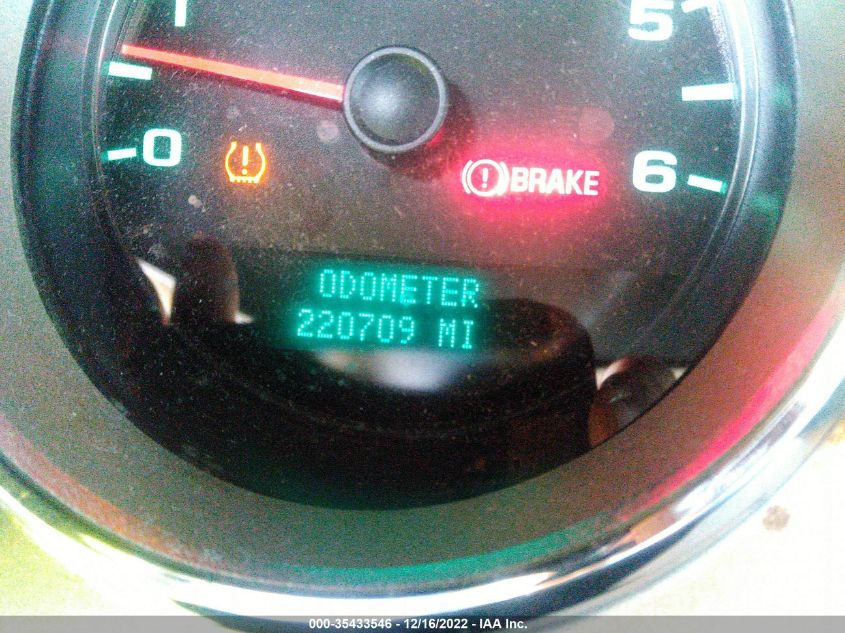 1
5
0
6
BRAKE
ODOMETER
220709 MI
000-35433546 - 12/16/2022 - IAA Inc.